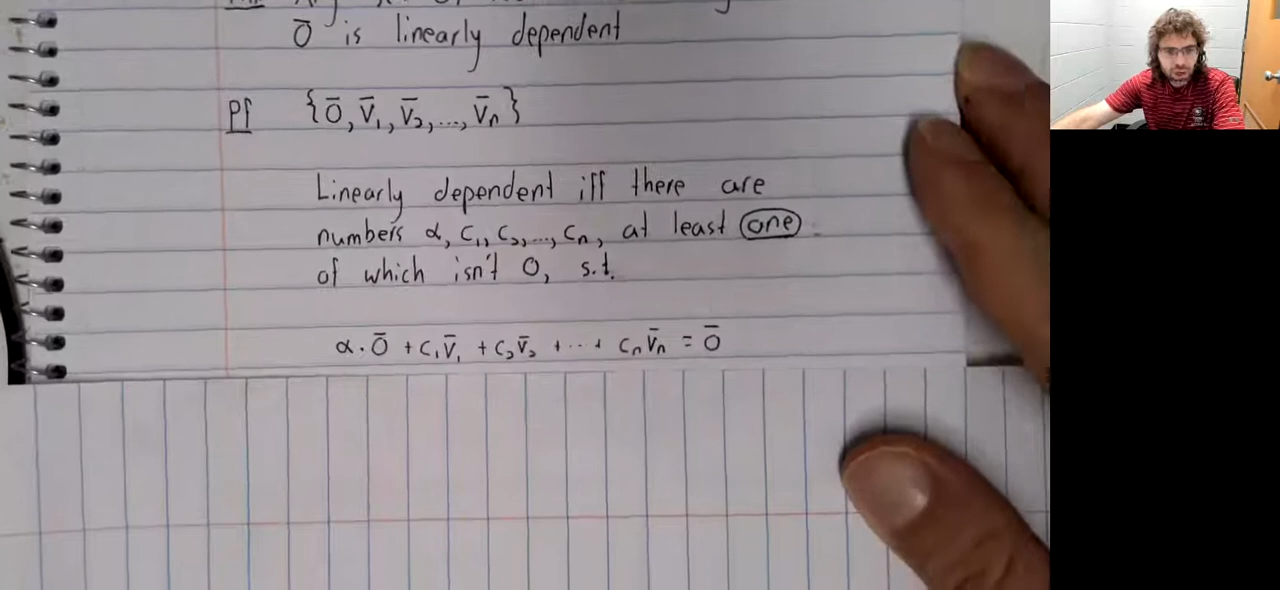 0̄ is linearly dependent
Pf {0̄, v̄₁, v̄₂, ..., v̄ₙ}
Linearly dependent iff there are
numbers α, c₁, c₂, ..., cₙ, at least one
of which isn't 0, s.t.
α · 0̄ + c₁v̄₁ + c₂v̄₂ + ··· + cₙv̄ₙ = 0̄